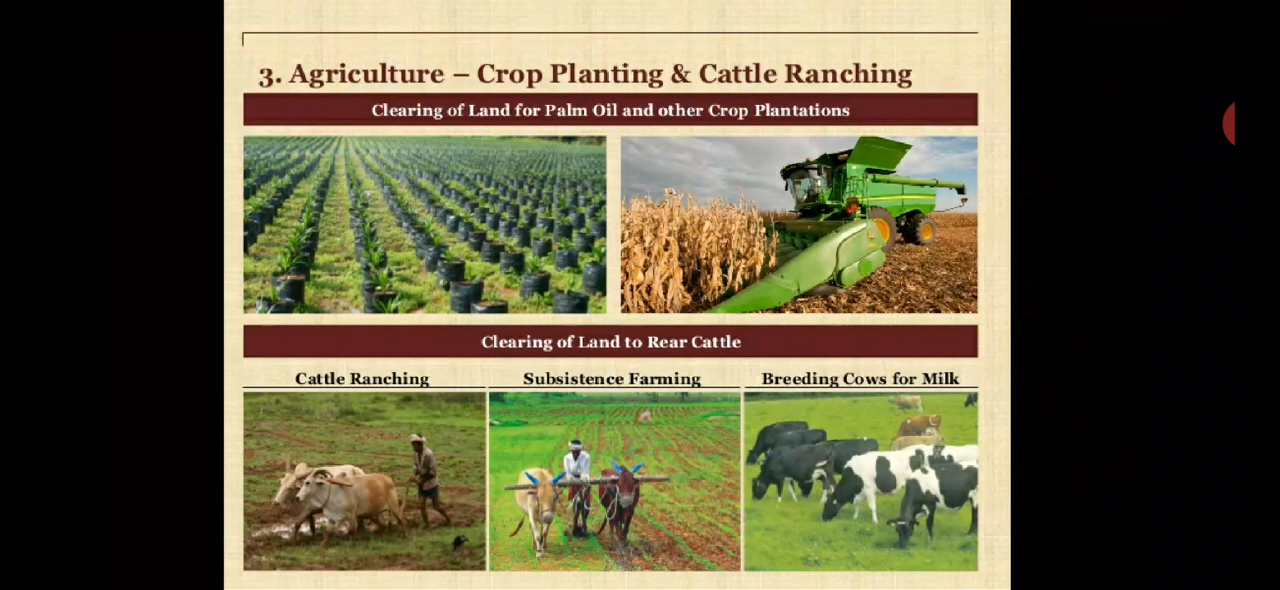 3. Agriculture – Crop Planting & Cattle Ranching
Clearing of Land for Palm Oil and other Crop Plantations
Clearing of Land to Rear Cattle
Cattle Ranching
Subsistence Farming
Breeding Cows for Milk